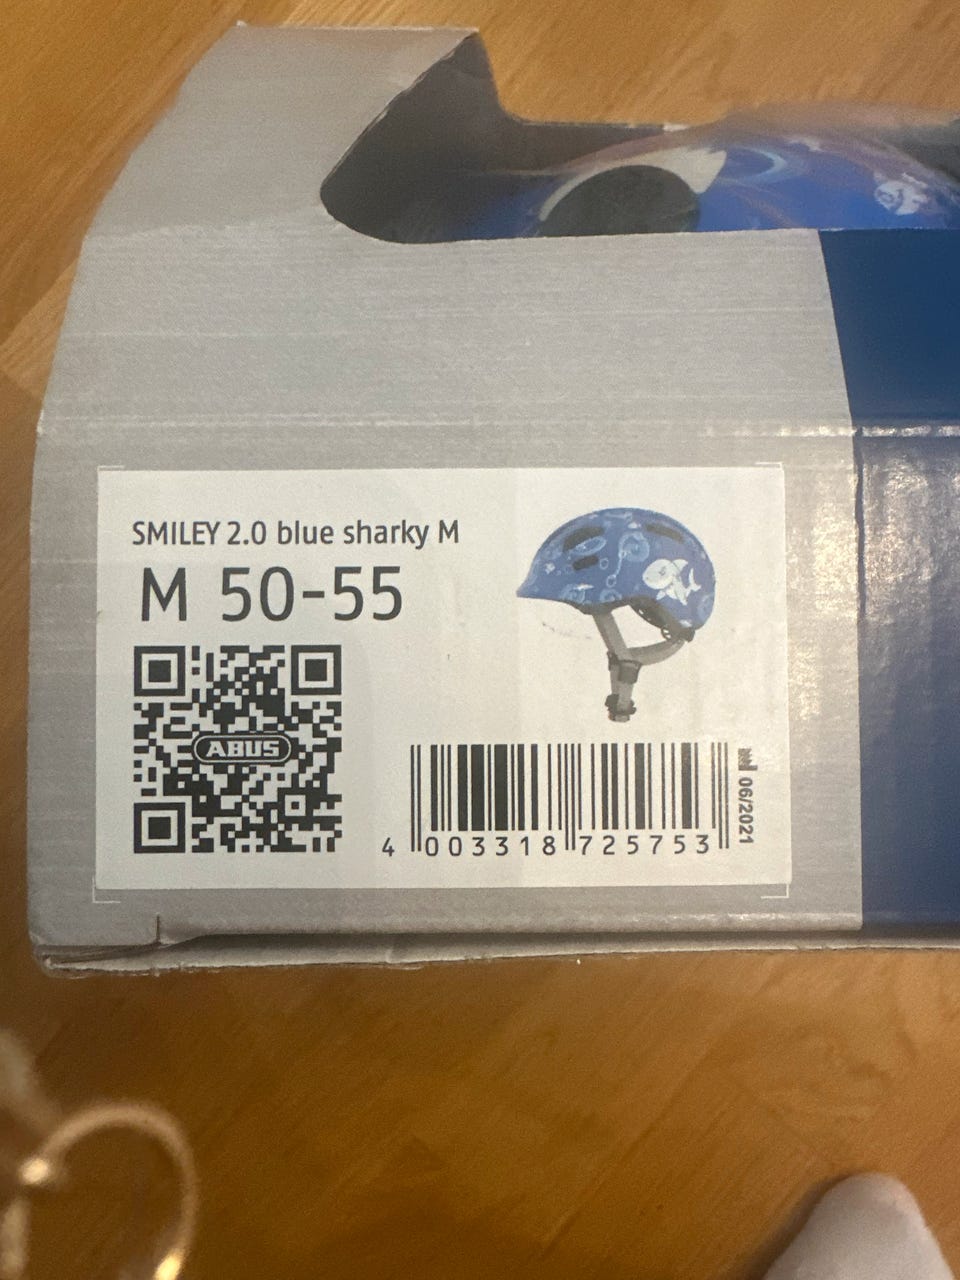 SMILEY 2.0 blue sharky M
M 50-55
ABUS
4 003318 725753
06/2021